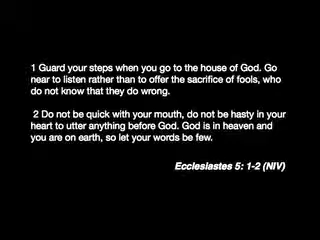 1 Guard your steps when you go to the house of God. Go
near to listen rather than to offer the sacrifice of fools, who
do not know that they do wrong.
2 Do not be quick with your mouth, do not be hasty in your
heart to utter anything before God. God is in heaven and
you are on earth, so let your words be few.
Ecclesiastes 5: 1-2 (NIV)